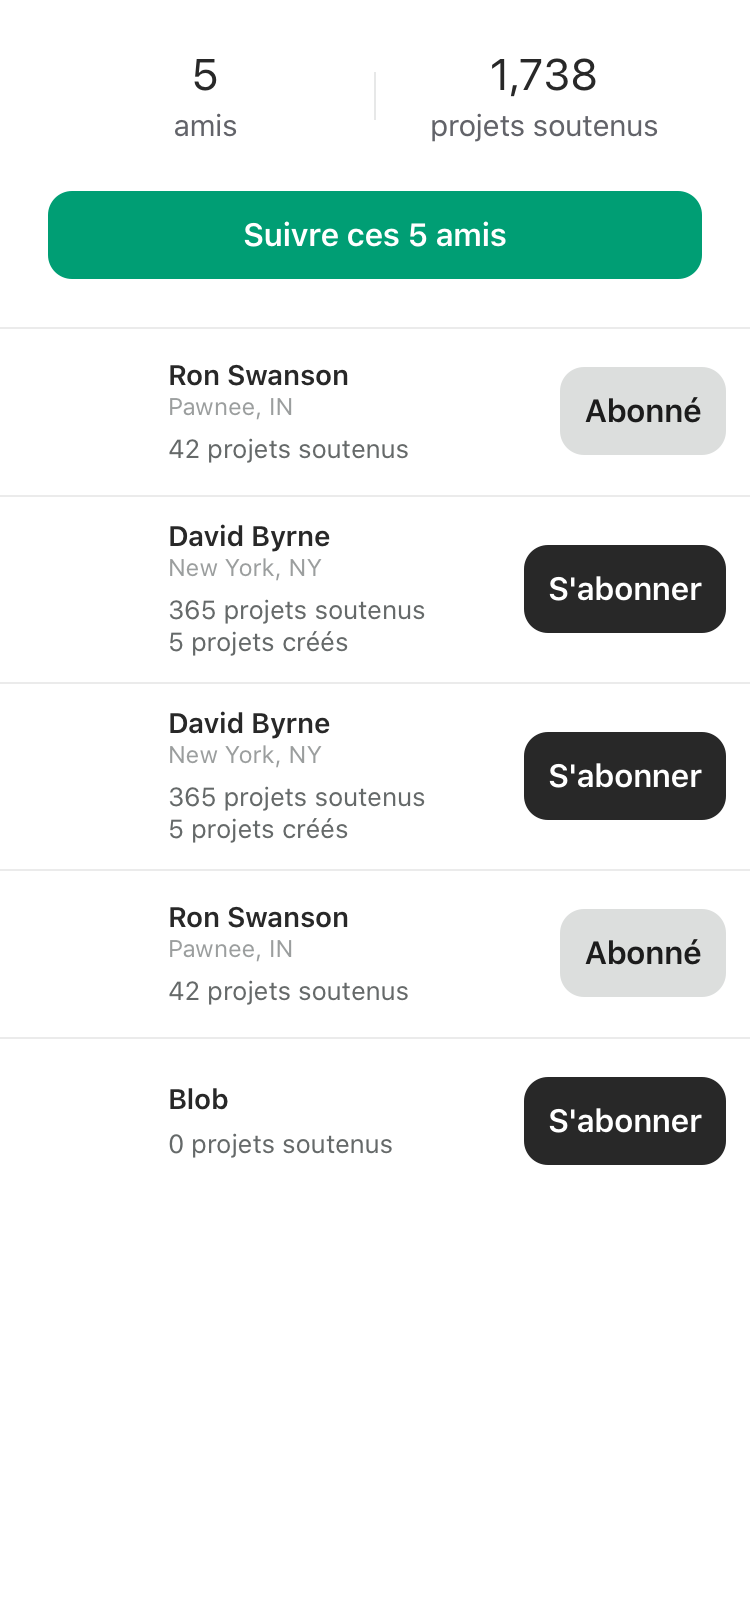 5
amis
1,738
projets soutenus
Suivre ces 5 amis
Ron Swanson
Pawnee, IN
42 projets soutenus
Abonné
David Byrne
New York, NY
365 projets soutenus
5 projets créés
S'abonner
David Byrne
New York, NY
365 projets soutenus
5 projets créés
S'abonner
Ron Swanson
Pawnee, IN
42 projets soutenus
Abonné
Blob
0 projets soutenus
S'abonner